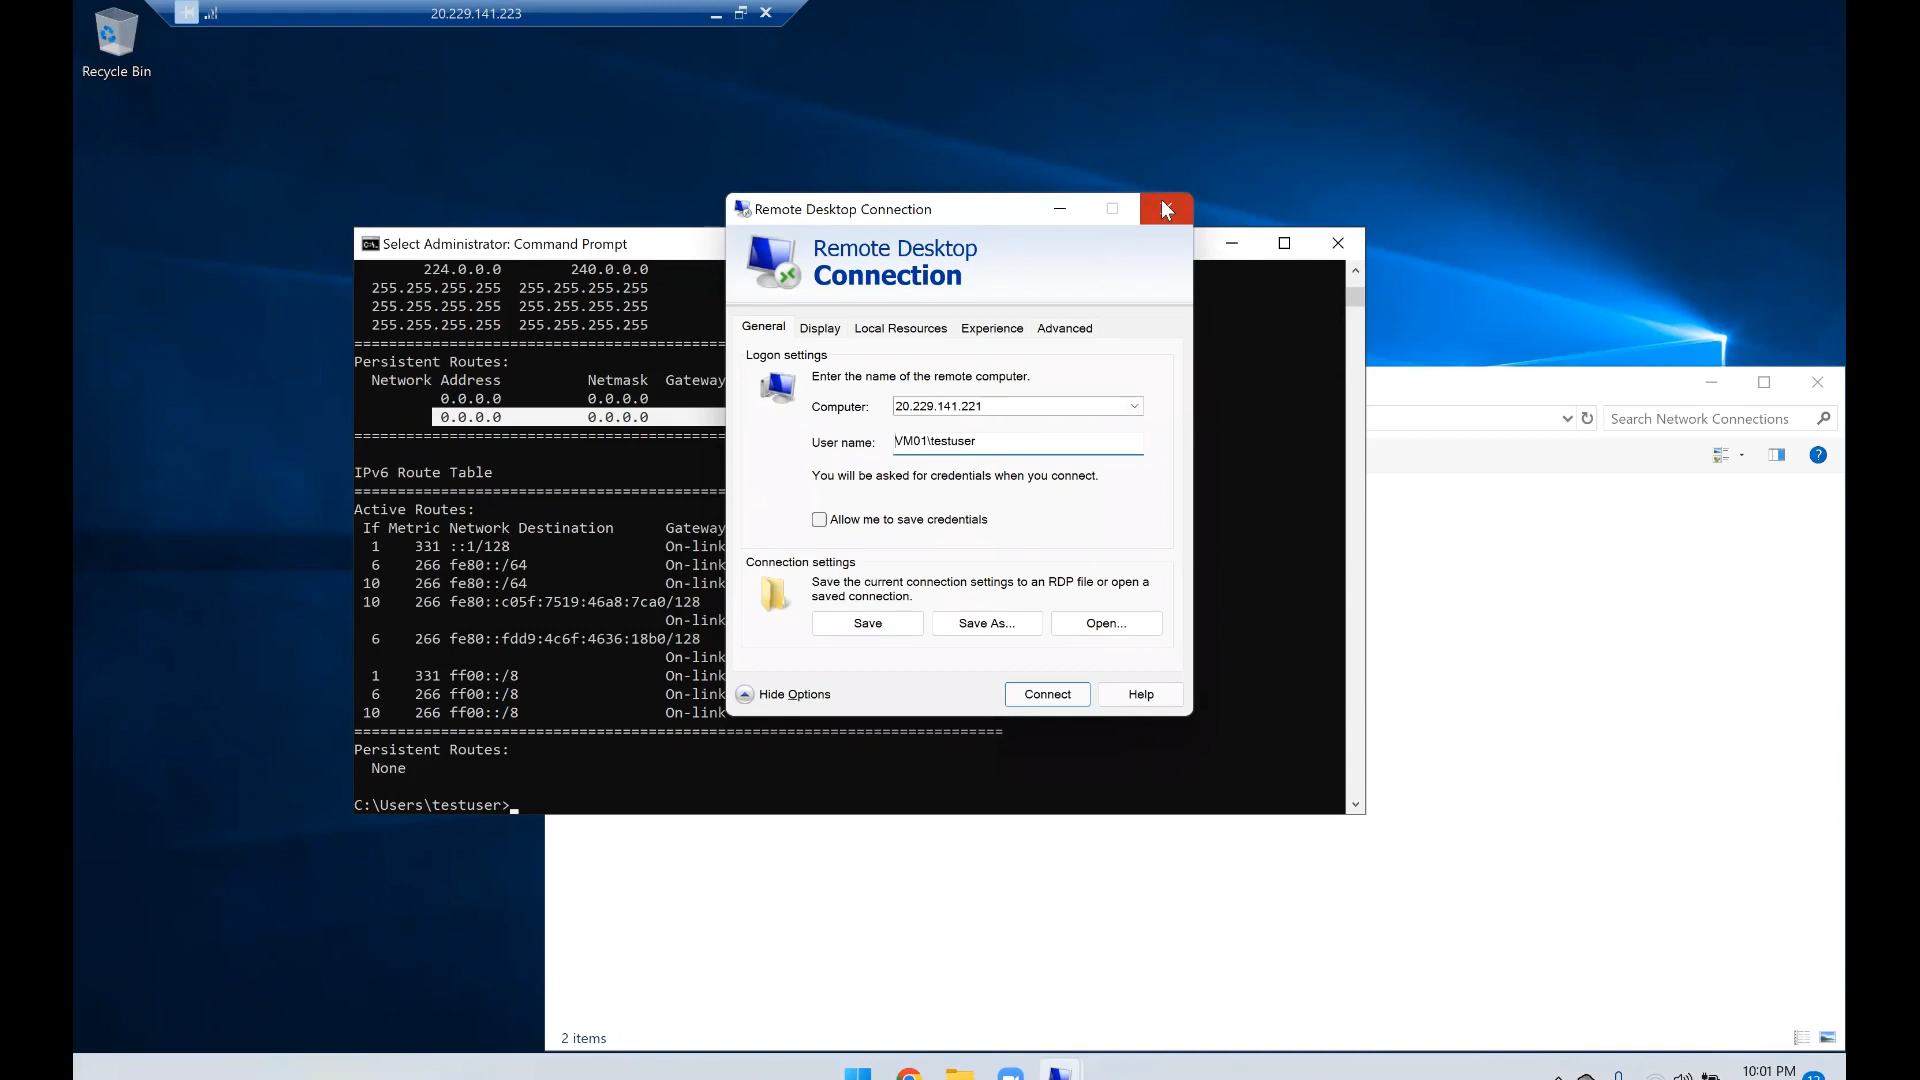 20.229.141.223
Recycle Bin
Remote Desktop Connection
Remote Desktop
Connection
General Display Local Resources Experience Advanced
Logon settings
Enter the name of the remote computer.
Computer: 20.229.141.221
User name: VM01\testuser
You will be asked for credentials when you connect.
Allow me to save credentials
Connection settings
Save the current connection settings to an RDP file or open a
saved connection.
Save Save As... Open...
Hide Options Connect Help
Select Administrator: Command Prompt
224.0.0.0 240.0.0.0
255.255.255.255 255.255.255.255
255.255.255.255 255.255.255.255
255.255.255.255 255.255.255.255
===========================================
Persistent Routes:
Network Address Netmask Gateway
0.0.0.0 0.0.0.0
0.0.0.0 0.0.0.0
===========================================
IPv6 Route Table
===========================================
Active Routes:
If Metric Network Destination Gateway
1 331 ::1/128 On-link
6 266 fe80::/64 On-link
10 266 fe80::/64 On-link
10 266 fe80::c05f:7519:46a8:7ca0/128
On-link
6 266 fe80::fdd9:4c6f:4636:18b0/128
On-link
1 331 ff00::/8 On-link
6 266 ff00::/8 On-link
10 266 ff00::/8 On-link
===========================================================================
Persistent Routes:
None
C:\Users\testuser>
Search Network Connections
2 items
10:01 PM